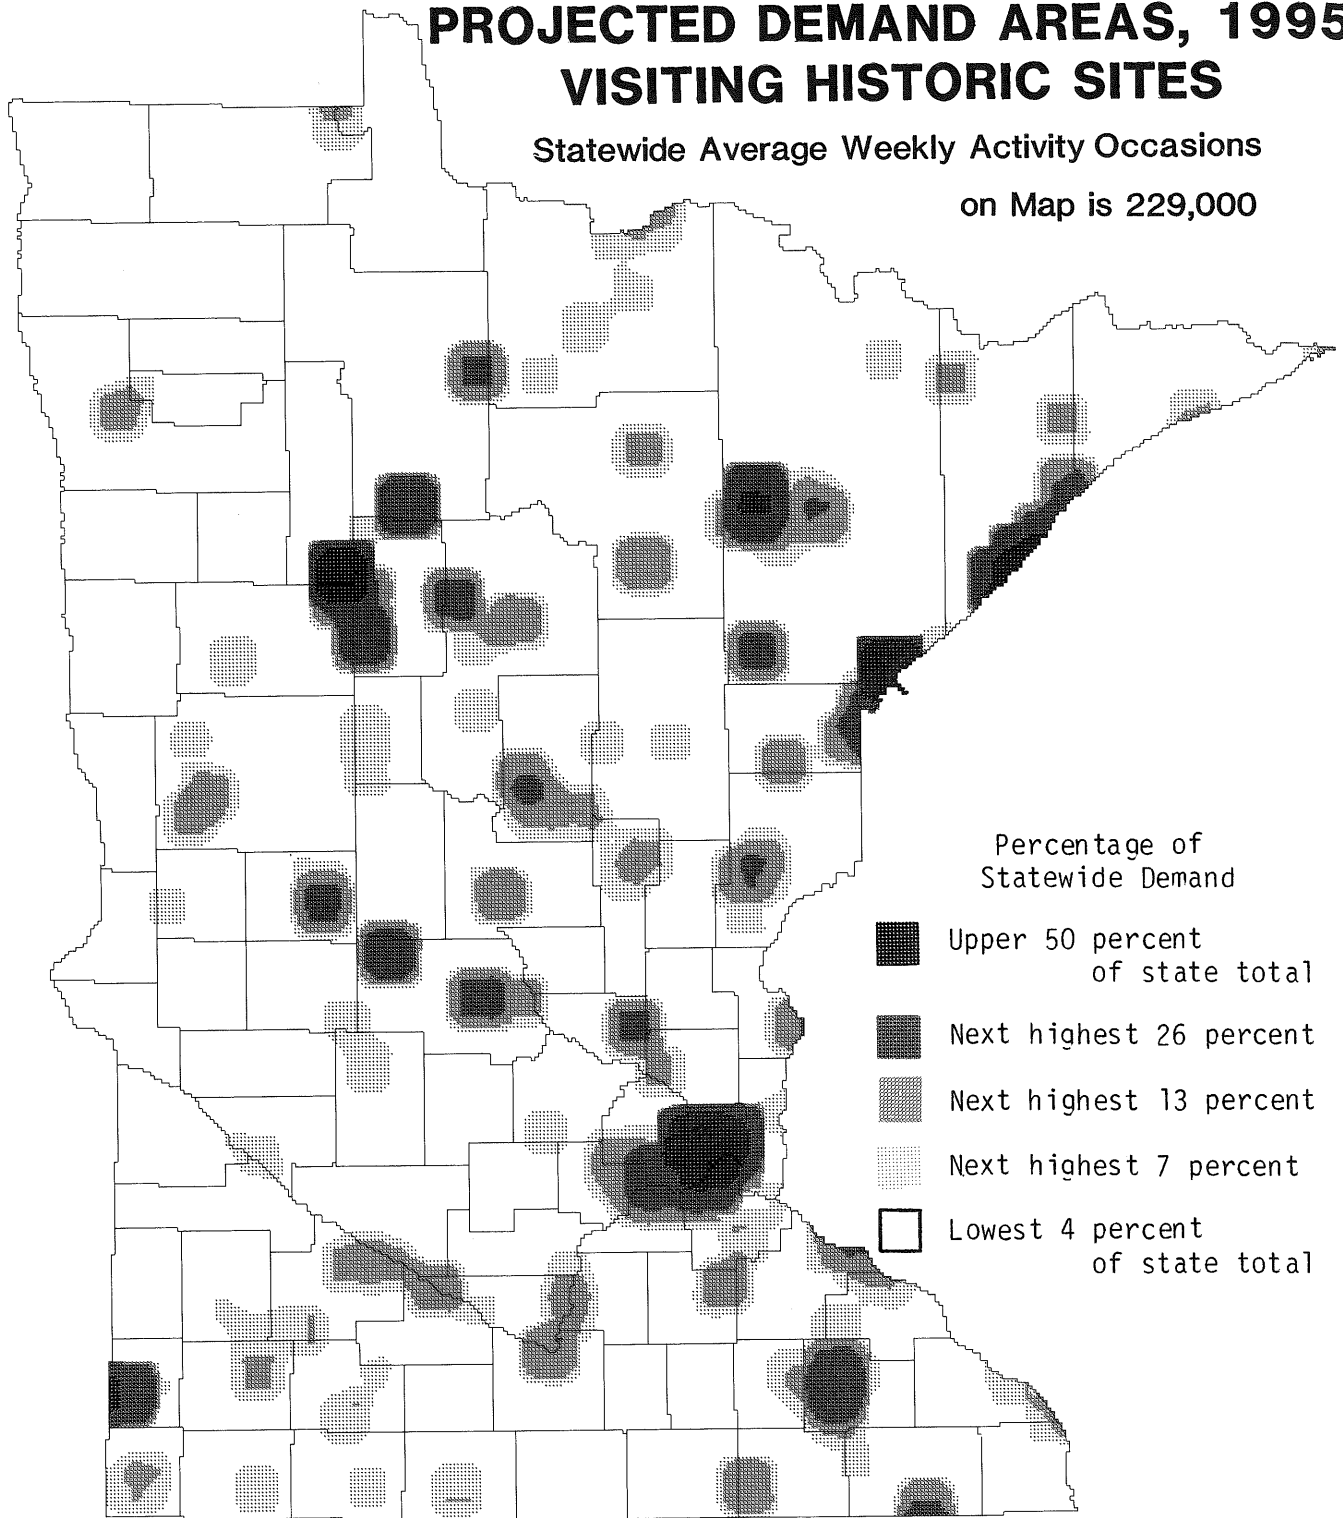 PROJECTED DEMAND AREAS, 1995
VISITING HISTORIC SITES
Statewide Average Weekly Activity Occasions
on Map is 229,000
Percentage of
Statewide Demand
Upper 50 percent
of state total
Next highest 26 percent
Next highest 13 percent
Next highest 7 percent
Lowest 4 percent
of state total